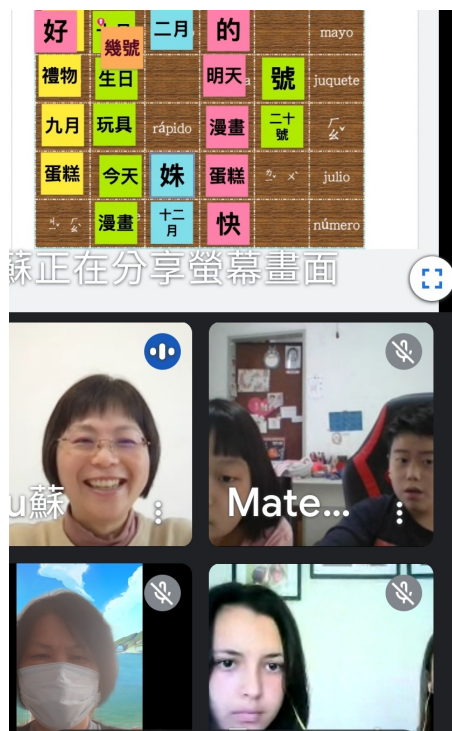 好 二月 的 mayo
幾號
禮物 生日 明天 號 juquete
九月 玩具 rápido 漫畫 二十號 ㄏㄠˇ
蛋糕 今天 姝 蛋糕 julio
漫畫 十二月 快 número
蘇正在分享螢幕畫面
u蘇 Mate...